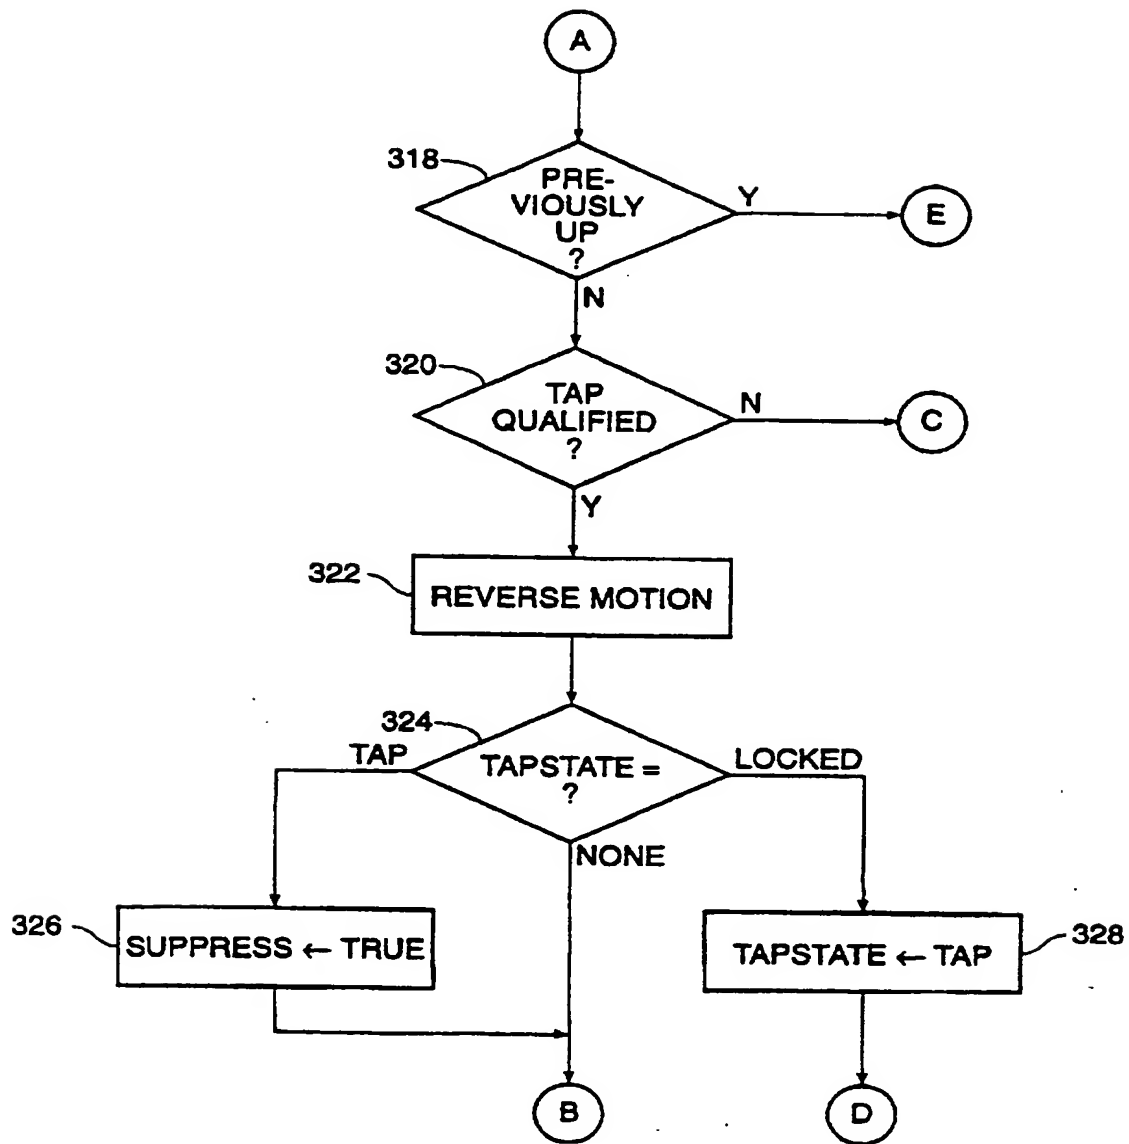 A
318
PRE-
VIOUSLY
UP
?
Y
E
N
320
TAP
QUALIFIED
?
N
C
Y
322
REVERSE MOTION
324
TAP
TAPSTATE =
?
LOCKED
NONE
326
SUPPRESS ← TRUE
TAPSTATE ← TAP
328
B
D